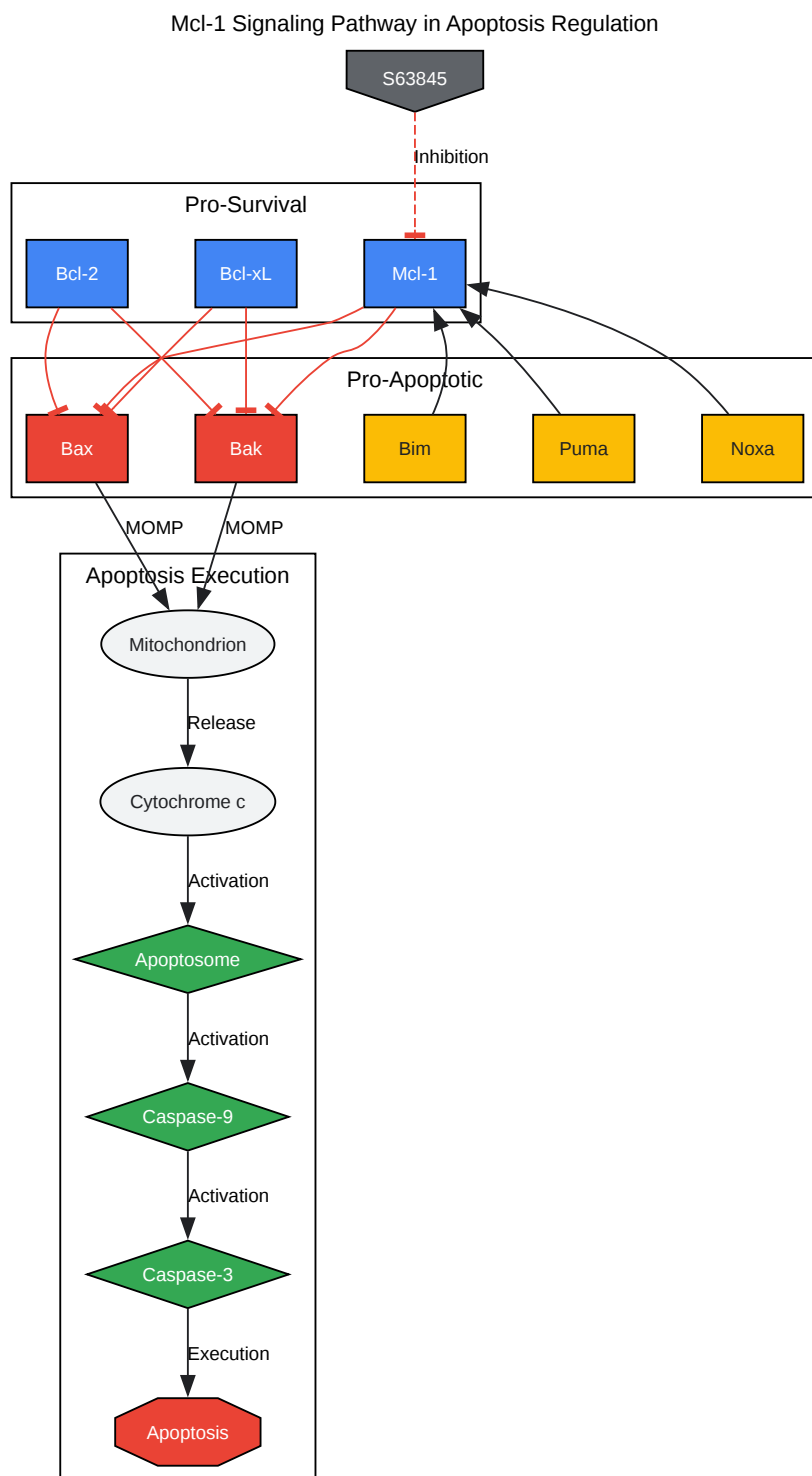 Mcl-1 Signaling Pathway in Apoptosis Regulation
S63845
Inhibition
Pro-Survival
Bcl-2
Bcl-xL
Mcl-1
Pro-Apoptotic
Bax
Bak
Bim
Puma
Noxa
MOMP
MOMP
Apoptosis Execution
Mitochondrion
Release
Cytochrome c
Activation
Apoptosome
Activation
Caspase-9
Activation
Caspase-3
Execution
Apoptosis